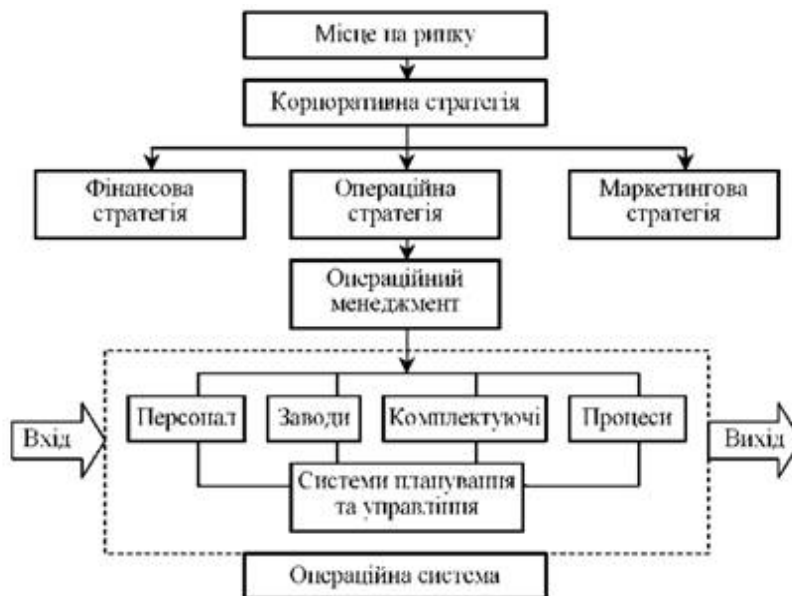 Місце на ринку
Корпоративна стратегія
Фінансова
стратегія
Операційна
стратегія
Маркетингова
стратегія
Операційний
менеджмент
Вхід
Персонал
Заводи
Комплектуючі
Процеси
Вихід
Системи планування
та управління
Операційна система